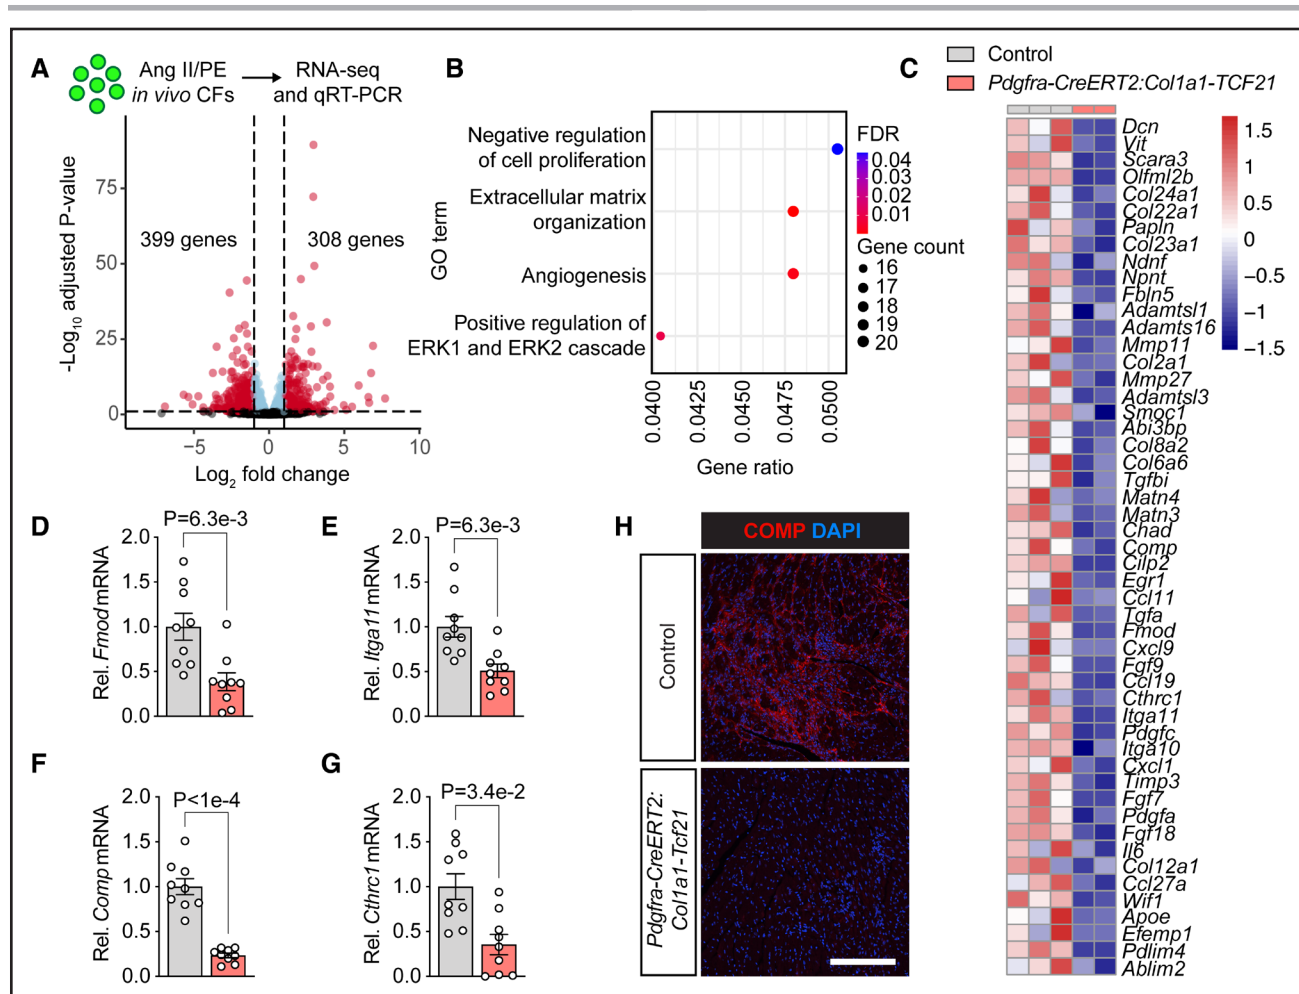 A
Ang II/PE
in vivo CFs
RNA-seq
and qRT-PCR
-Log10 adjusted P-value
75
50
25
0
399 genes
308 genes
−5
0
5
10
Log2 fold change
B
GO term
Negative regulation
of cell proliferation
Extracellular matrix
organization
Angiogenesis
Positive regulation of
ERK1 and ERK2 cascade
0.0400
0.0425
0.0450
0.0475
0.0500
Gene ratio
FDR
0.04
0.03
0.02
0.01
Gene count
16
17
18
19
20
C
Control
Pdgfra-CreERT2:Col1a1-TCF21
Dcn
Vit
Scara3
Olfml2b
Col24a1
Col22a1
Papln
Col23a1
Ndnf
Npnt
Fbln5
Adamtsl1
Adamts16
Mmp11
Col2a1
Mmp27
Adamtsl3
Smoc1
Abi3bp
Col8a2
Col6a6
Tgfbi
Matn4
Matn3
Chad
Comp
Cilp2
Egr1
Ccl11
Tgfa
Fmod
Cxcl9
Fgf9
Ccl19
Cthrc1
Itga11
Pdgfc
Itga10
Cxcl1
Timp3
Fgf7
Pdgfa
Fgf18
Il6
Col12a1
Ccl27a
Wif1
Apoe
Efemp1
Pdlim4
Ablim2
1.5
1
0.5
0
−0.5
−1
−1.5
D
P=6.3e-3
Rel. Fmod mRNA
2.0
1.5
1.0
0.5
0.0
E
P=6.3e-3
Rel. Itga11 mRNA
2.0
1.5
1.0
0.5
0.0
F
P<1e-4
Rel. Comp mRNA
2.0
1.5
1.0
0.5
0.0
G
P=3.4e-2
Rel. Cthrc1 mRNA
2.0
1.5
1.0
0.5
0.0
H
COMP DAPI
Control
Pdgfra-CreERT2:
Col1a1-Tcf21